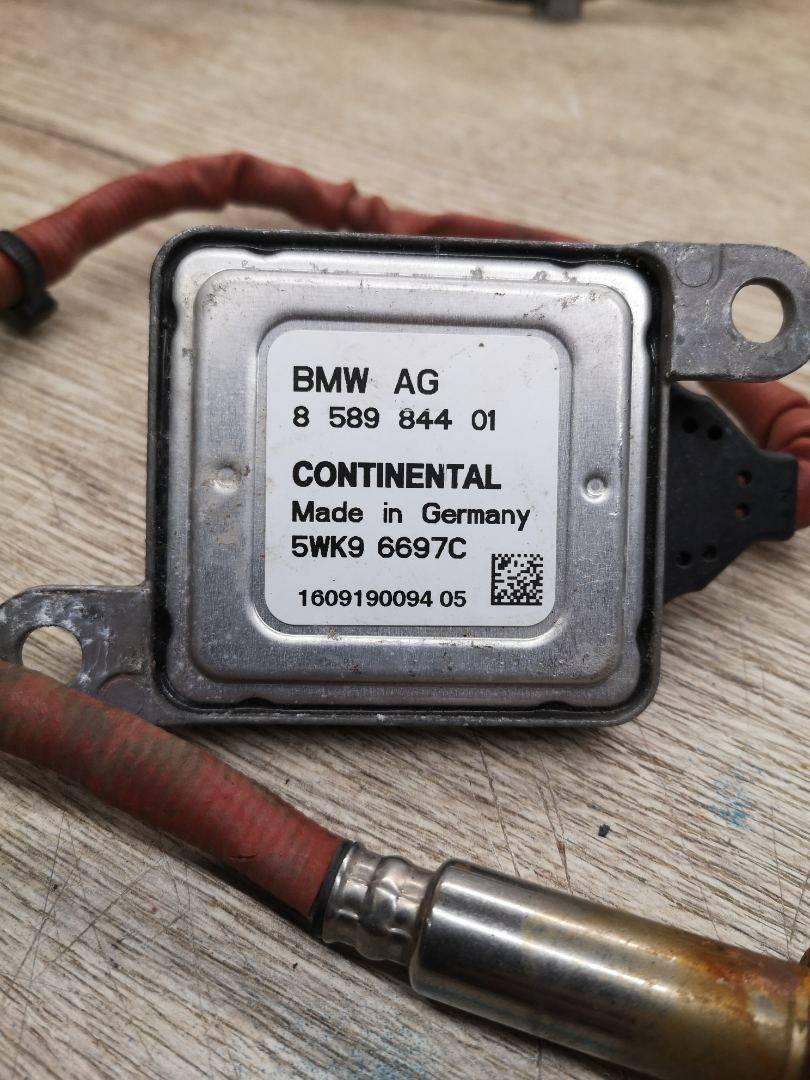 BMW AG
8 589 844 01
CONTINENTAL
Made in Germany
5WK9 6697C
1609190094 05